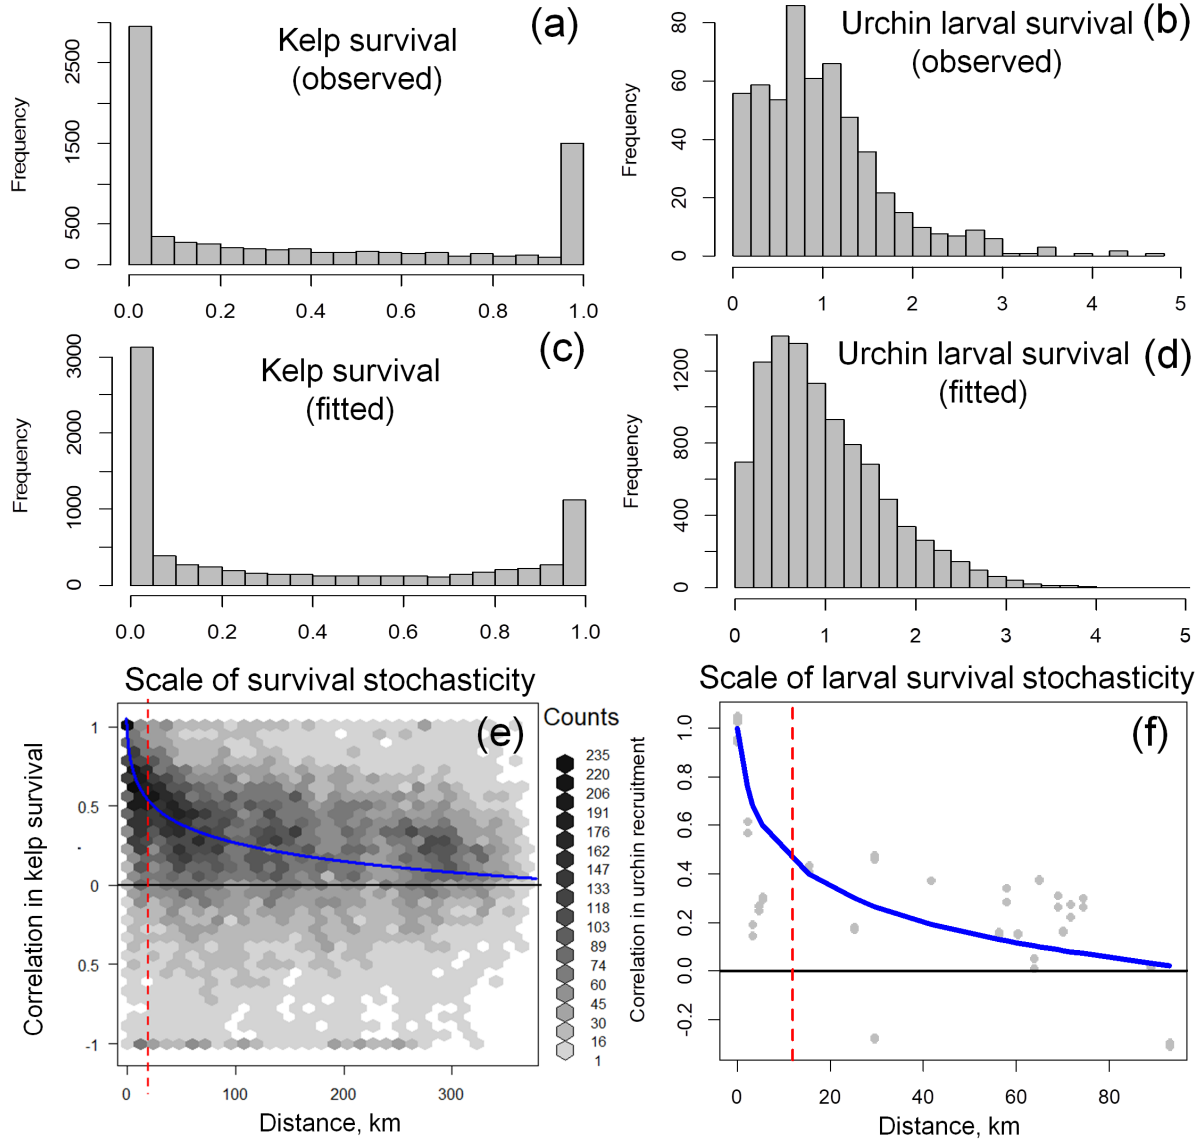 (a)
Kelp survival
(observed)
Frequency
2500
1500
500
0
0.0 0.2 0.4 0.6 0.8 1.0
(b)
Urchin larval survival
(observed)
Frequency
80
60
40
20
0
0 1 2 3 4 5
(c)
Kelp survival
(fitted)
Frequency
3000
2000
1000
0
0.0 0.2 0.4 0.6 0.8 1.0
(d)
Urchin larval survival
(fitted)
Frequency
1200
800
400
0
0 1 2 3 4 5
Scale of survival stochasticity
(e)
Correlation in kelp survival
1
0.5
0
0.5
-1
0 100 200 300
Distance, km
Counts
235
220
206
191
176
162
147
133
118
103
89
74
60
45
30
16
1
Scale of larval survival stochasticity
(f)
Correlation in urchin recruitment
1.0
0.8
0.6
0.4
0.2
0.0
-0.2
0 20 40 60 80
Distance, km